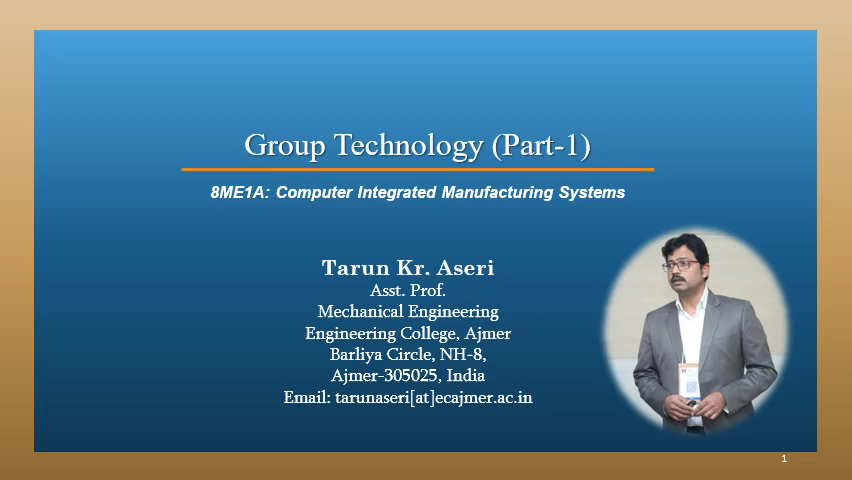 Group Technology (Part-1)
8ME1A: Computer Integrated Manufacturing Systems
Tarun Kr. Aseri
Asst. Prof.
Mechanical Engineering
Engineering College, Ajmer
Barliya Circle, NH-8,
Ajmer-305025, India
Email: tarunaseri[at]ecajmer.ac.in
1